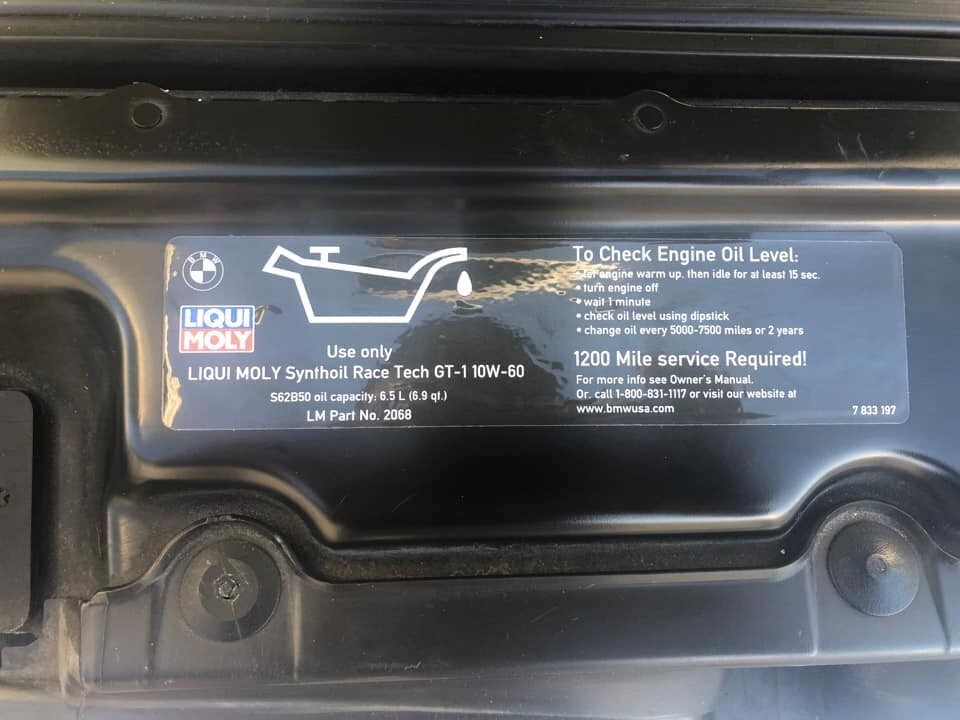 BMW
LIQUI
MOLY
Use only
LIQUI MOLY Synthoil Race Tech GT-1 10W-60
S62B50 oil capacity: 6.5 L (6.9 qt.)
LM Part No. 2068
To Check Engine Oil Level:
• let engine warm up. then idle for at least 15 sec.
• turn engine off
• wait 1 minute
• check oil level using dipstick
• change oil every 5000-7500 miles or 2 years
1200 Mile service Required!
For more info see Owner's Manual.
Or. call 1-800-831-1117 or visit our website at
www.bmwusa.com
7 833 197